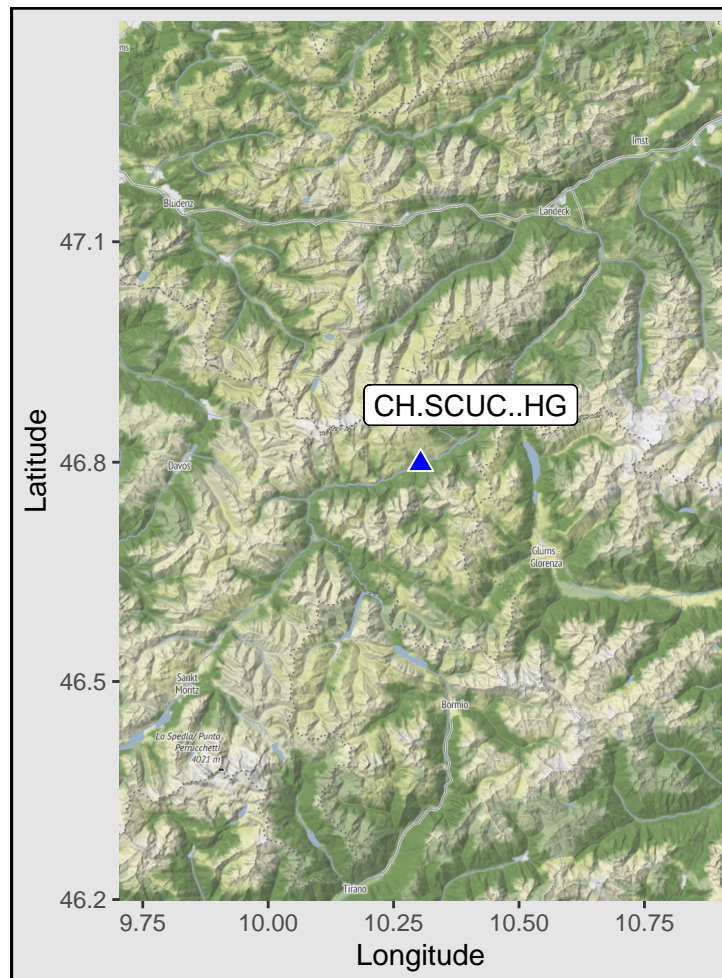 Imst
Bludenz
Landeck
47.1
CH.SCUC..HG
46.8
Davos
Latitude
Glurns -
Glorenza
Sankt
Moritz
46.5
Bormio
La Spedla/ Punta
Perrucchetti
4021 m
Tirano
46.2
9.75
10.00
10.25
10.50
10.75
Longitude